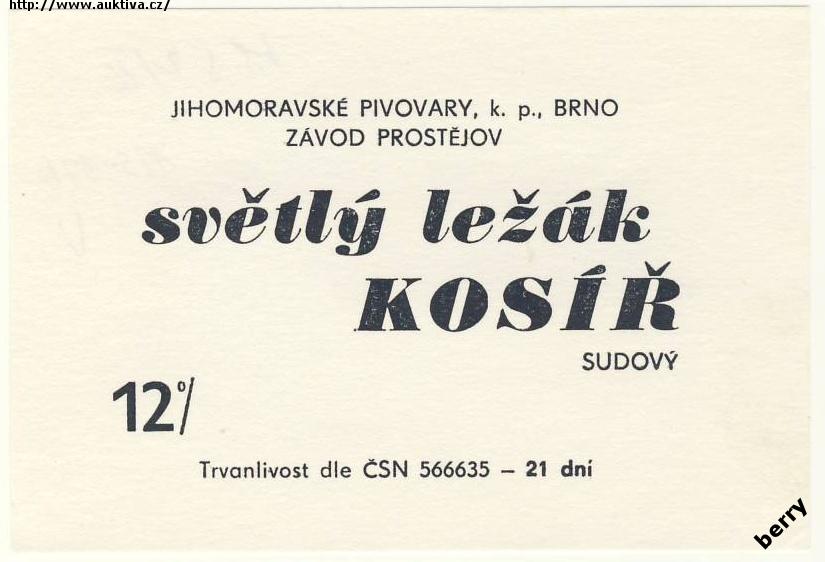 http://www.auktiva.cz/
JIHOMORAVSKÉ PIVOVARY, k. p., BRNO
ZÁVOD PROSTĚJOV
světlý ležák
KOSÍŘ
SUDOVÝ
12%
Trvanlivost dle ČSN 566635 – 21 dní
berry